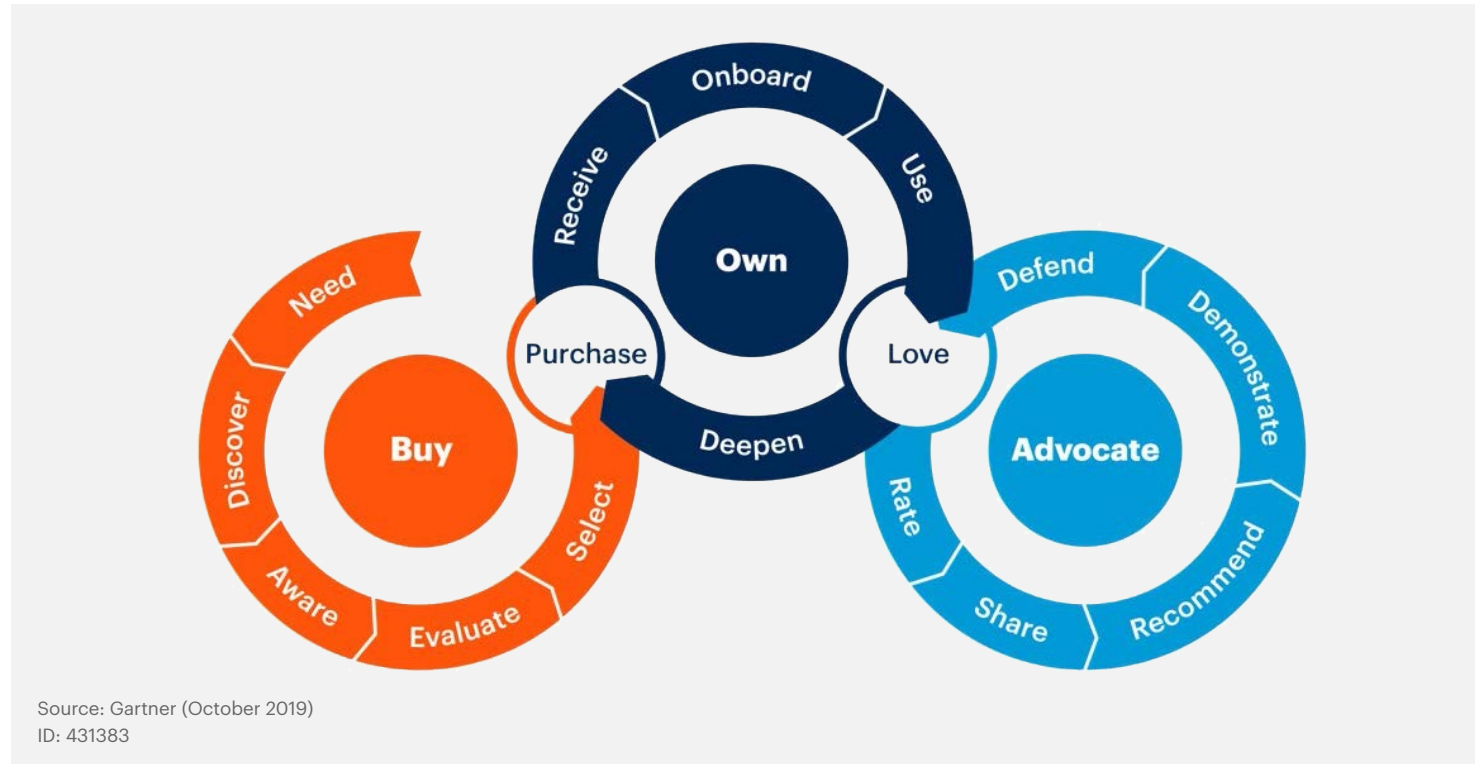 Need
Discover
Aware
Evaluate
Select
Buy
Purchase
Receive
Onboard
Use
Own
Love
Deepen
Rate
Share
Recommend
Demonstrate
Defend
Advocate
Source: Gartner (October 2019)
ID: 431383